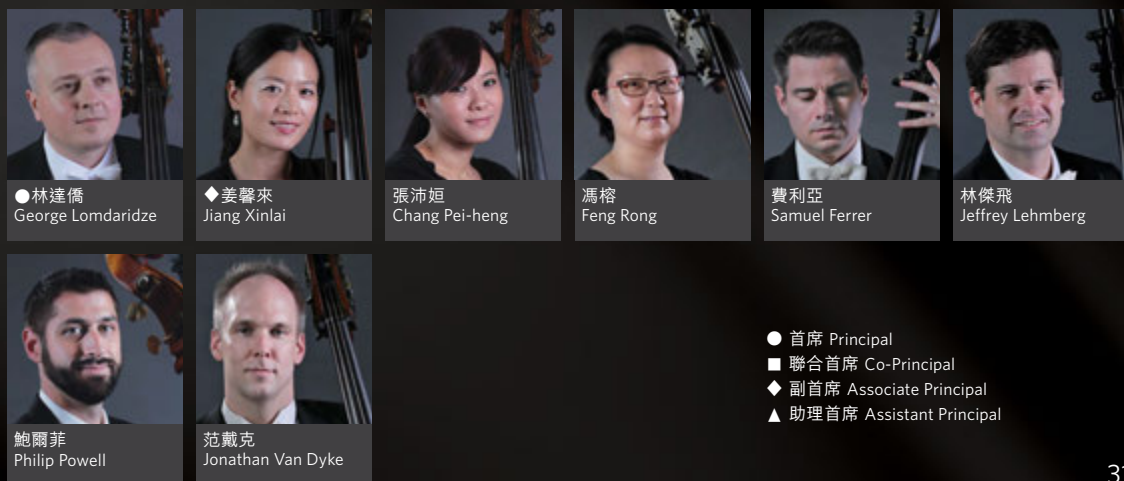 ●林達僑
George Lomdaridze
◆姜馨來
Jiang Xinlai
張沛姮
Chang Pei-heng
馮榕
Feng Rong
費利亞
Samuel Ferrer
林傑飛
Jeffrey Lehmberg
鮑爾菲
Philip Powell
范戴克
Jonathan Van Dyke
● 首席 Principal
■ 聯合首席 Co-Principal
◆ 副首席 Associate Principal
▲ 助理首席 Assistant Principal